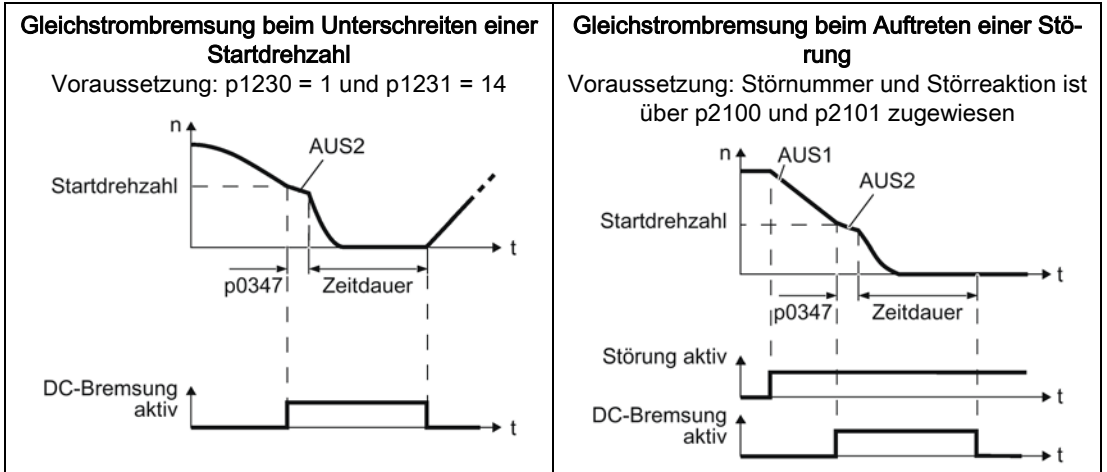 Gleichstrombremsung beim Unterschreiten einer
Startdrehzahl
Voraussetzung: p1230 = 1 und p1231 = 14
n
AUS2
Startdrehzahl
t
p0347
Zeitdauer
DC-Bremsung
aktiv
t
Gleichstrombremsung beim Auftreten einer Stö-
rung
Voraussetzung: Störnummer und Störreaktion ist
über p2100 und p2101 zugewiesen
n
AUS1
AUS2
Startdrehzahl
t
p0347
Zeitdauer
Störung aktiv
t
DC-Bremsung
aktiv
t